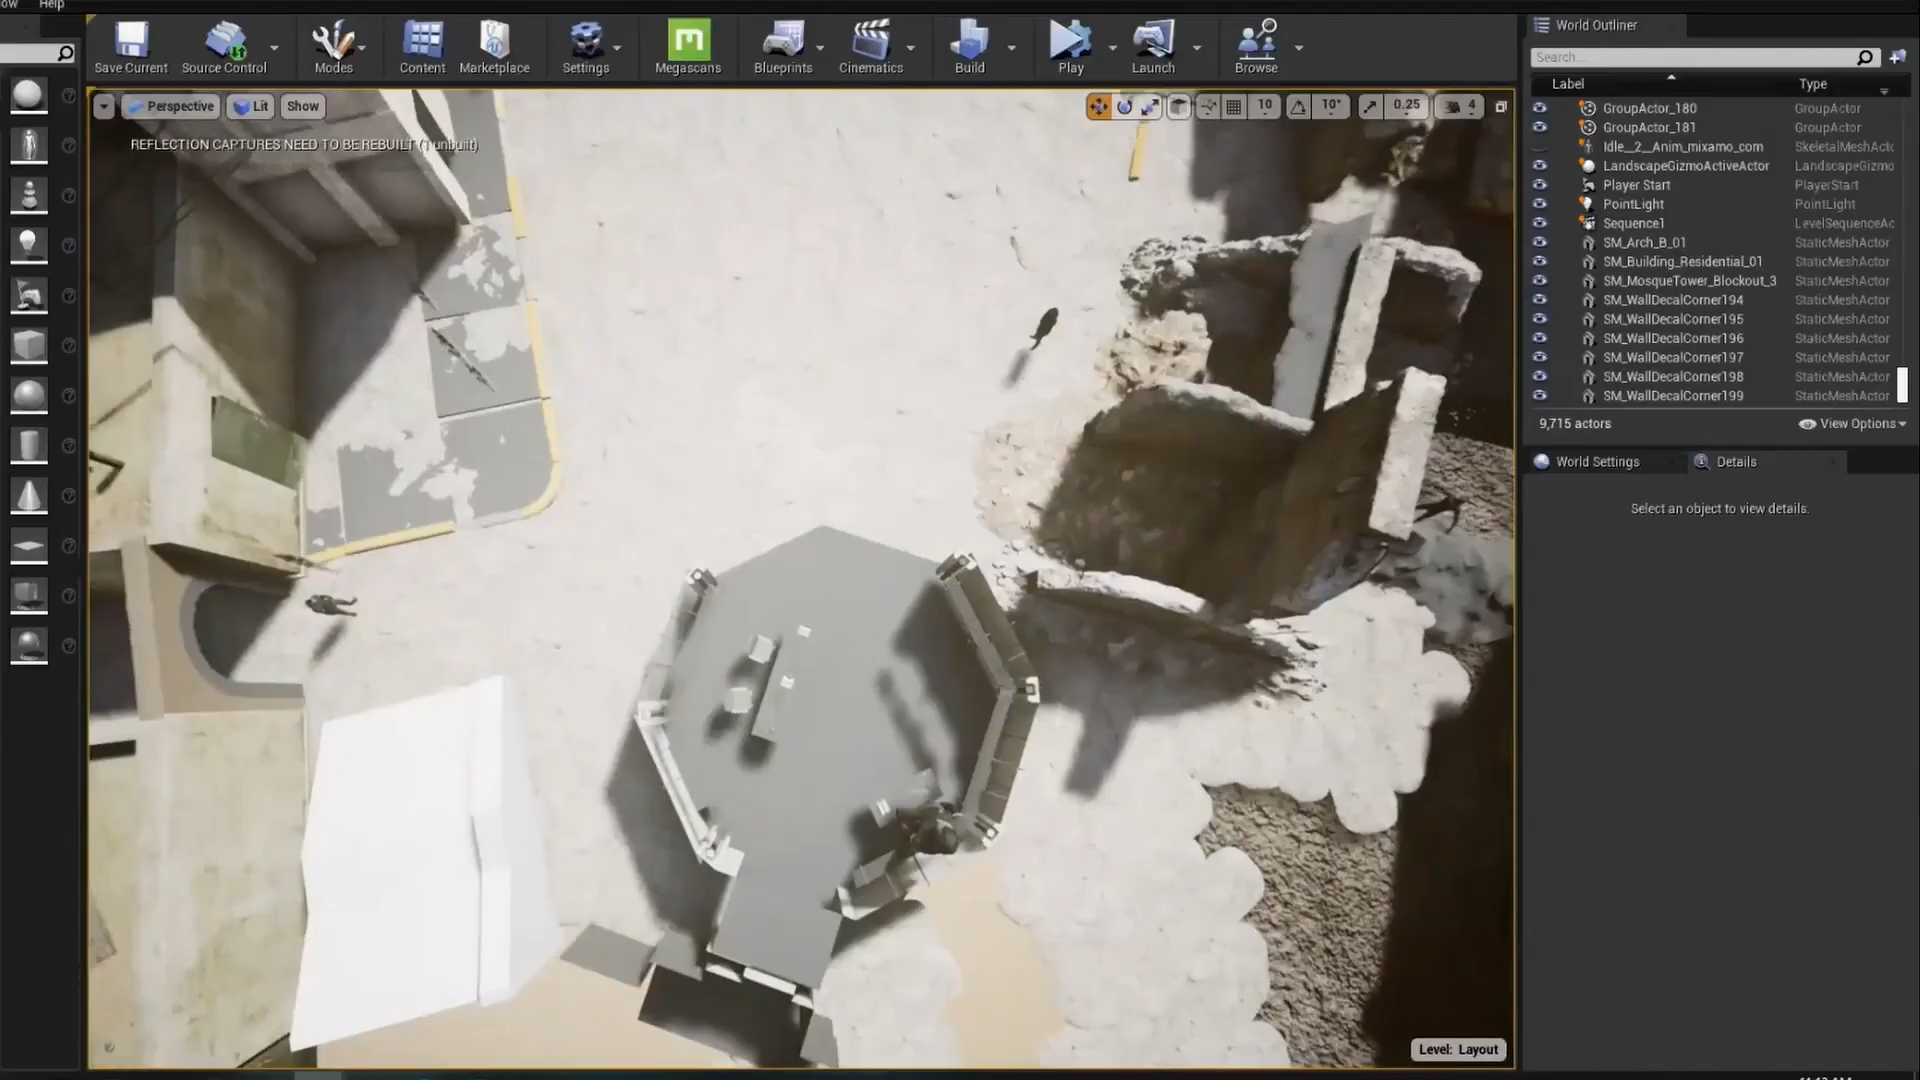 Help
Save Current
Source Control
Modes
Content
Marketplace
Settings
Megascans
Blueprints
Cinematics
Build
Play
Launch
Browse
Perspective
Lit
Show
10
10°
0.25
4
REFLECTION CAPTURES NEED TO BE REBUILT (1 unbuilt)
Level: Layout
World Outliner
Search...
Label Type
GroupActor_180 GroupActor
GroupActor_181 GroupActor
Idle__2__Anim_mixamo_com SkeletalMeshActo
LandscapeGizmoActiveActor LandscapeGizmo
Player Start PlayerStart
PointLight PointLight
Sequence1 LevelSequenceAc
SM_Arch_B_01 StaticMeshActor
SM_Building_Residential_01 StaticMeshActor
SM_MosqueTower_Blockout_3 StaticMeshActor
SM_WallDecalCorner194 StaticMeshActor
SM_WallDecalCorner195 StaticMeshActor
SM_WallDecalCorner196 StaticMeshActor
SM_WallDecalCorner197 StaticMeshActor
SM_WallDecalCorner198 StaticMeshActor
SM_WallDecalCorner199 StaticMeshActor
9,715 actors
View Options
World Settings
Details
Select an object to view details.